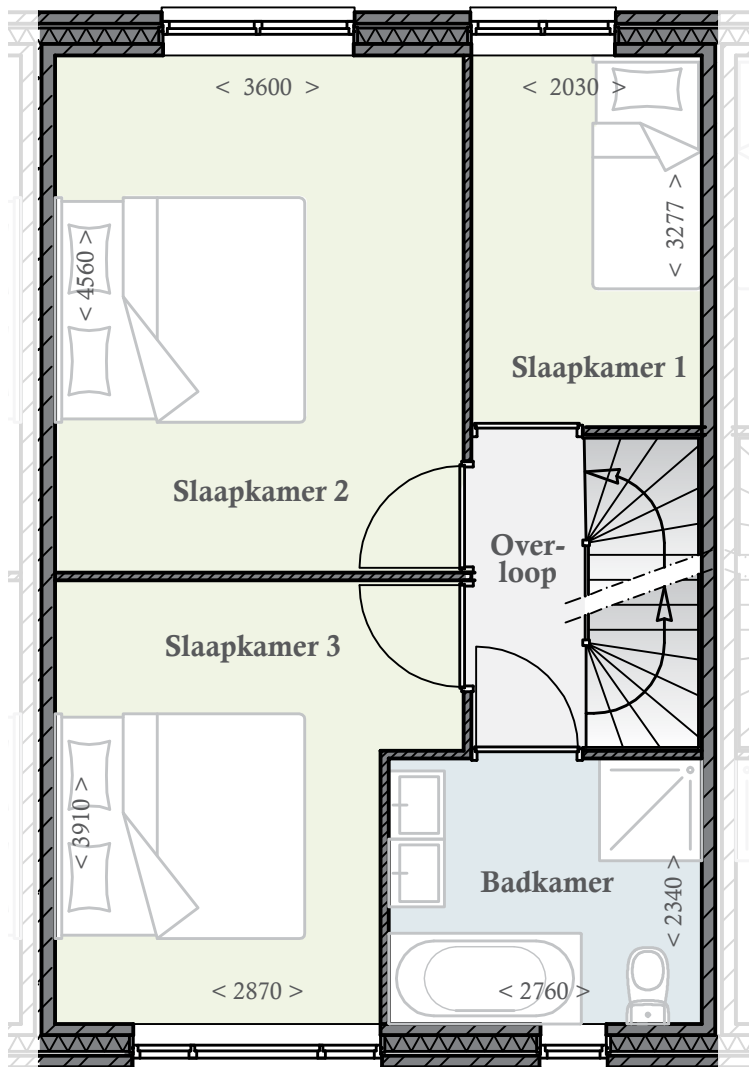 < 3600 >
< 2030 >
< 4560 >
< 3277 >
Slaapkamer 1
Slaapkamer 2
Over-
loop
Slaapkamer 3
< 3910 >
Badkamer
< 2340 >
< 2870 >
< 2760 >